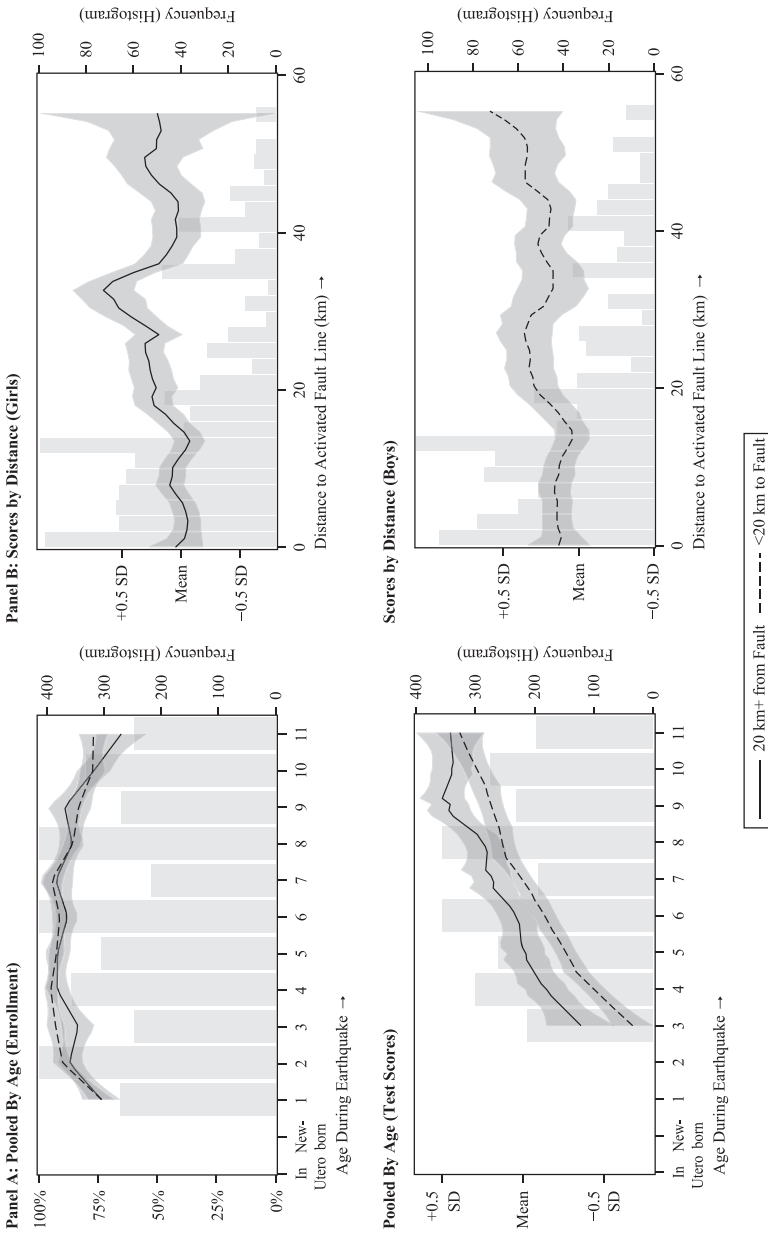 Panel A: Pooled By Age (Enrollment)
100%
75%
50%
25%
0%
400
300
200
100
0
Frequency
(Histogram)
In New- 1 2 3 4 5 6 7 8 9 10 11
Utero born
Age During Earthquake →
Panel B: Scores by Distance (Girls)
+0.5 SD
Mean
−0.5 SD
100
80
60
40
20
0
Frequency
(Histogram)
0 20 40 60
Distance to Activated Fault Line (km) →
Pooled By Age (Test Scores)
+0.5
SD
Mean
−0.5
SD
400
300
200
100
0
Frequency
(Histogram)
In New- 1 2 3 4 5 6 7 8 9 10 11
Utero born
Age During Earthquake →
Scores by Distance (Boys)
+0.5 SD
Mean
−0.5 SD
100
80
60
40
20
0
Frequency
(Histogram)
0 20 40 60
Distance to Activated Fault Line (km) →
20 km+ from Fault <20 km to Fault